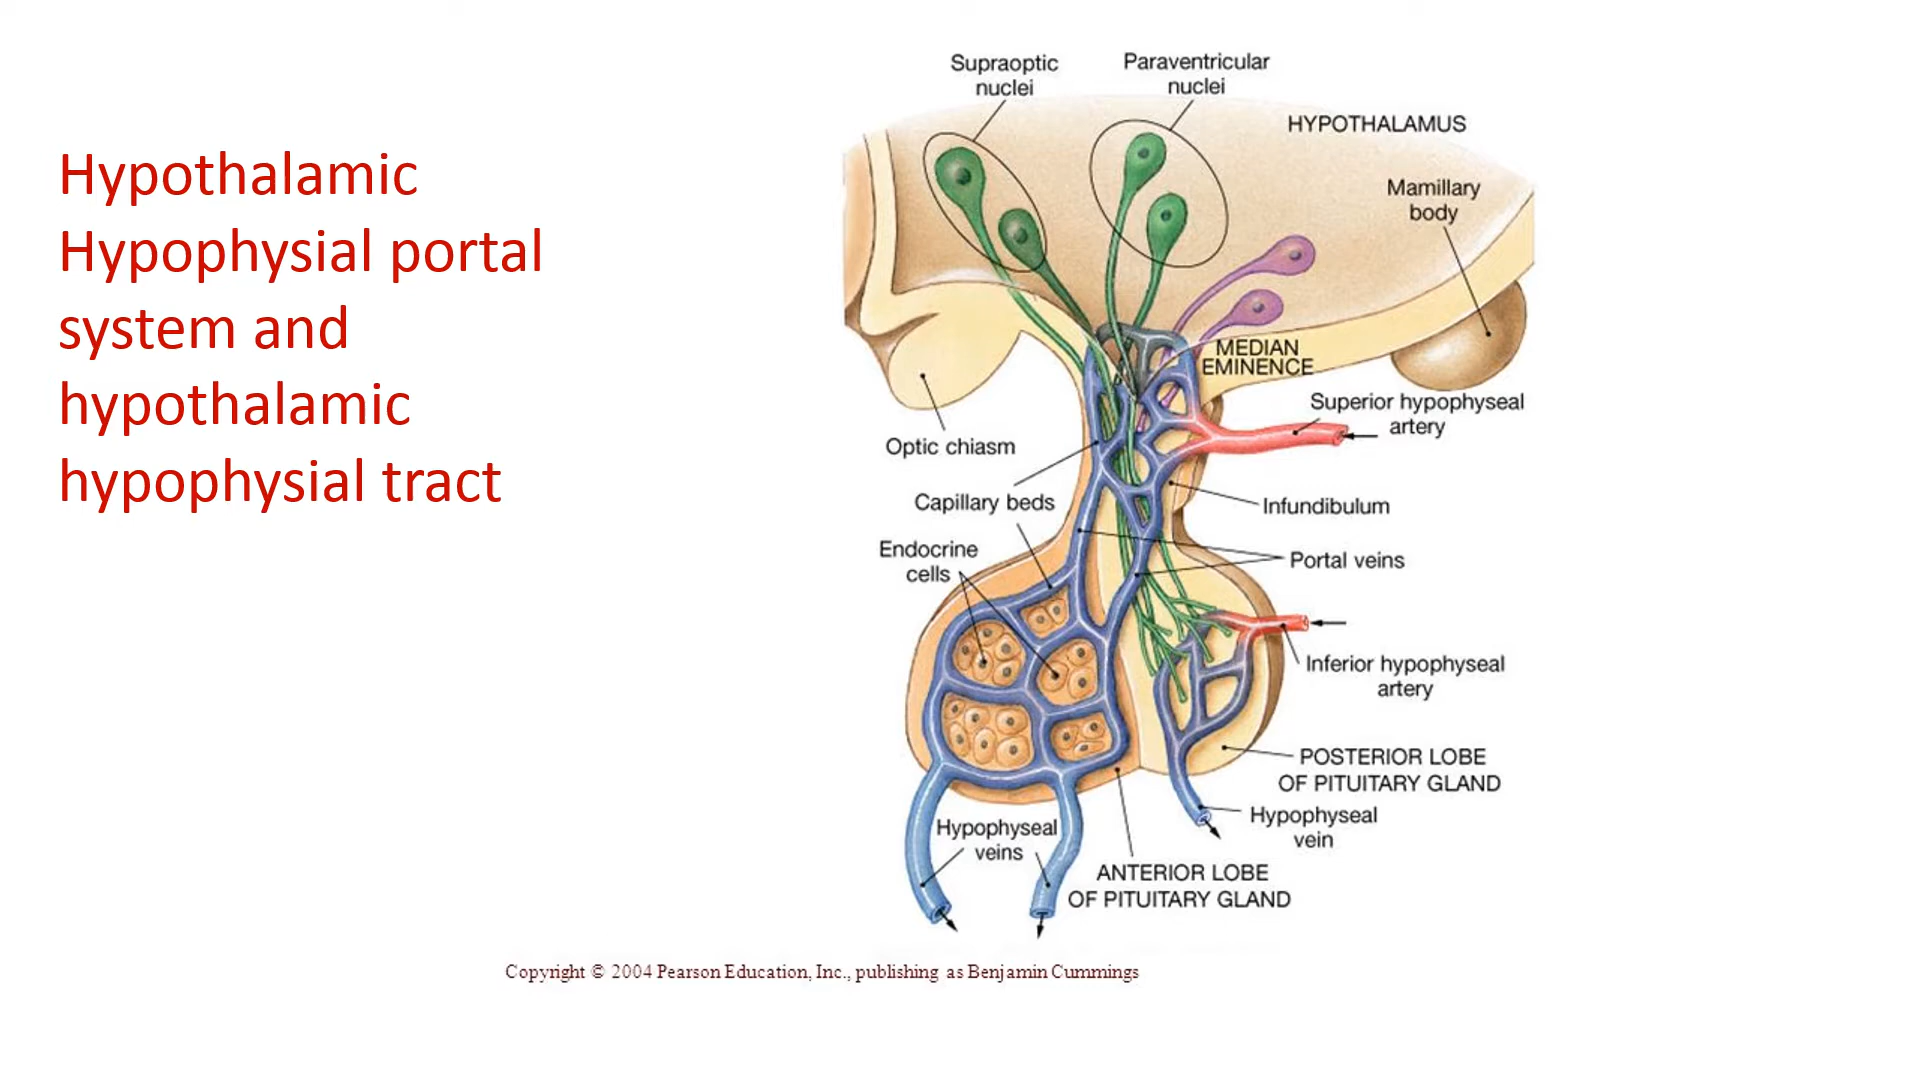 Hypothalamic
Hypophysial portal
system and
hypothalamic
hypophysial tract
Supraoptic
nuclei
Paraventricular
nuclei
HYPOTHALAMUS
Mamillary
body
MEDIAN
EMINENCE
Superior hypophyseal
artery
Optic chiasm
Capillary beds
Infundibulum
Endocrine
cells
Portal veins
Inferior hypophyseal
artery
POSTERIOR LOBE
OF PITUITARY GLAND
Hypophyseal
vein
Hypophyseal
veins
ANTERIOR LOBE
OF PITUITARY GLAND
Copyright © 2004 Pearson Education, Inc., publishing as Benjamin Cummings